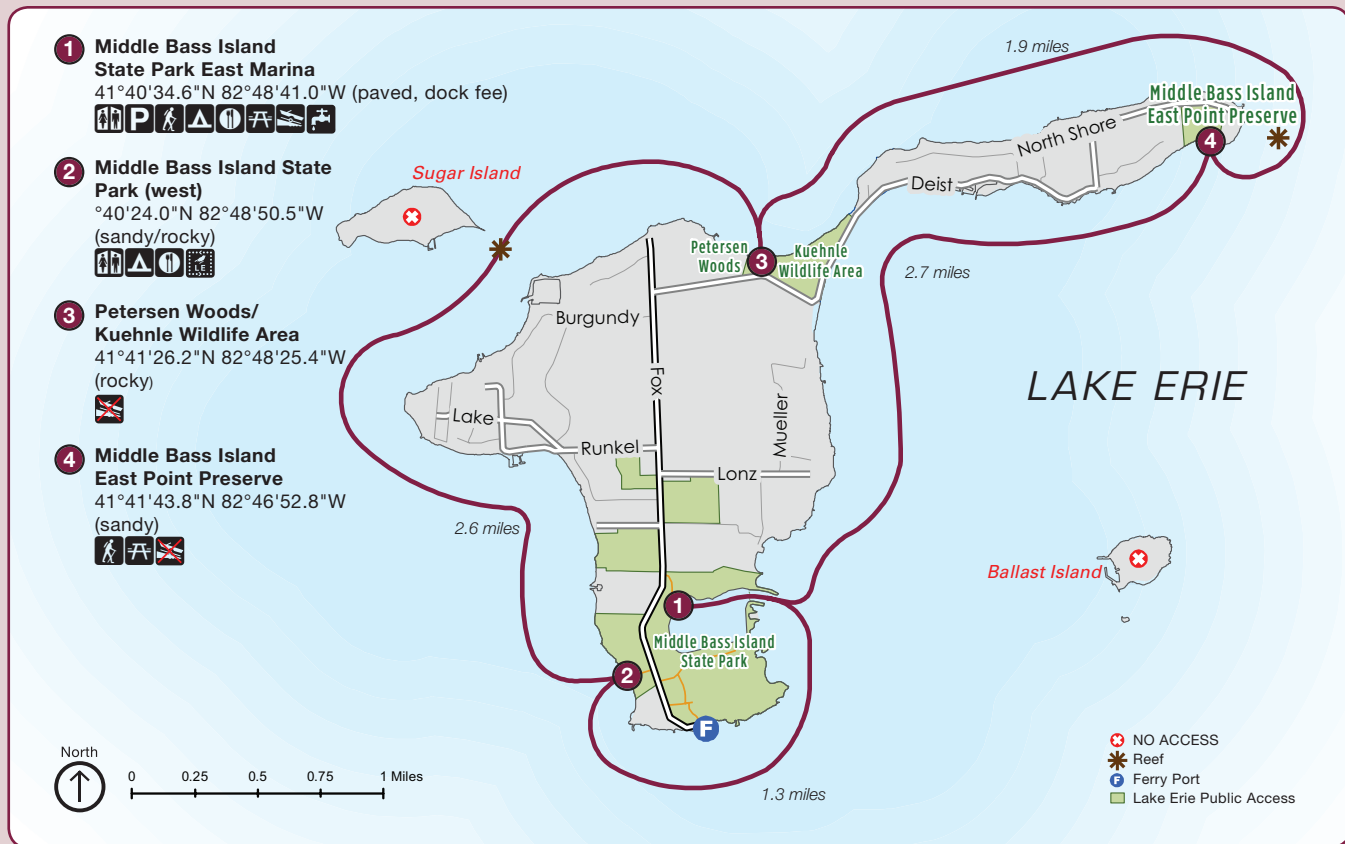 1
Middle Bass Island
State Park East Marina
41°40'34.6"N 82°48'41.0"W (paved, dock fee)
P
2
Middle Bass Island State
Park (west)
°40'24.0"N 82°48'50.5"W
(sandy/rocky)
3
Petersen Woods/
Kuehnle Wildlife Area
41°41'26.2"N 82°48'25.4"W
(rocky)
4
Middle Bass Island
East Point Preserve
41°41'43.8"N 82°46'52.8"W
(sandy)
1.9 miles
Middle Bass Island
East Point Preserve
4
North Shore
Deist
Sugar Island
Petersen
Woods
3
Kuehnle
Wildlife Area
2.7 miles
Burgundy
Fox
LAKE ERIE
Lake
Mueller
Runkel
Lonz
2.6 miles
Ballast Island
1
Middle Bass Island
State Park
2
F
1.3 miles
North
0 0.25 0.5 0.75 1 Miles
NO ACCESS
Reef
F Ferry Port
Lake Erie Public Access